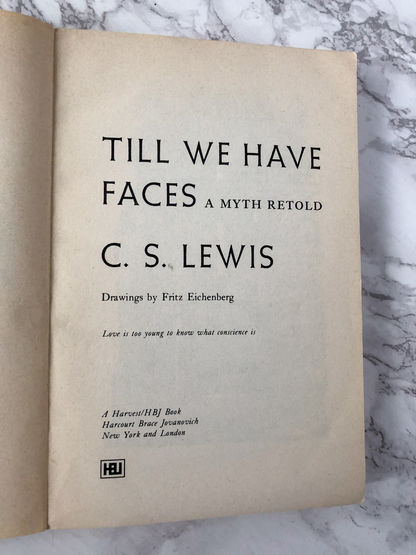 TILL WE HAVE
FACES A MYTH RETOLD
C. S. LEWIS
Drawings by Fritz Eichenberg
Love is too young to know what conscience is
A Harvest/HBJ Book
Harcourt Brace Jovanovich
New York and London
HBJ